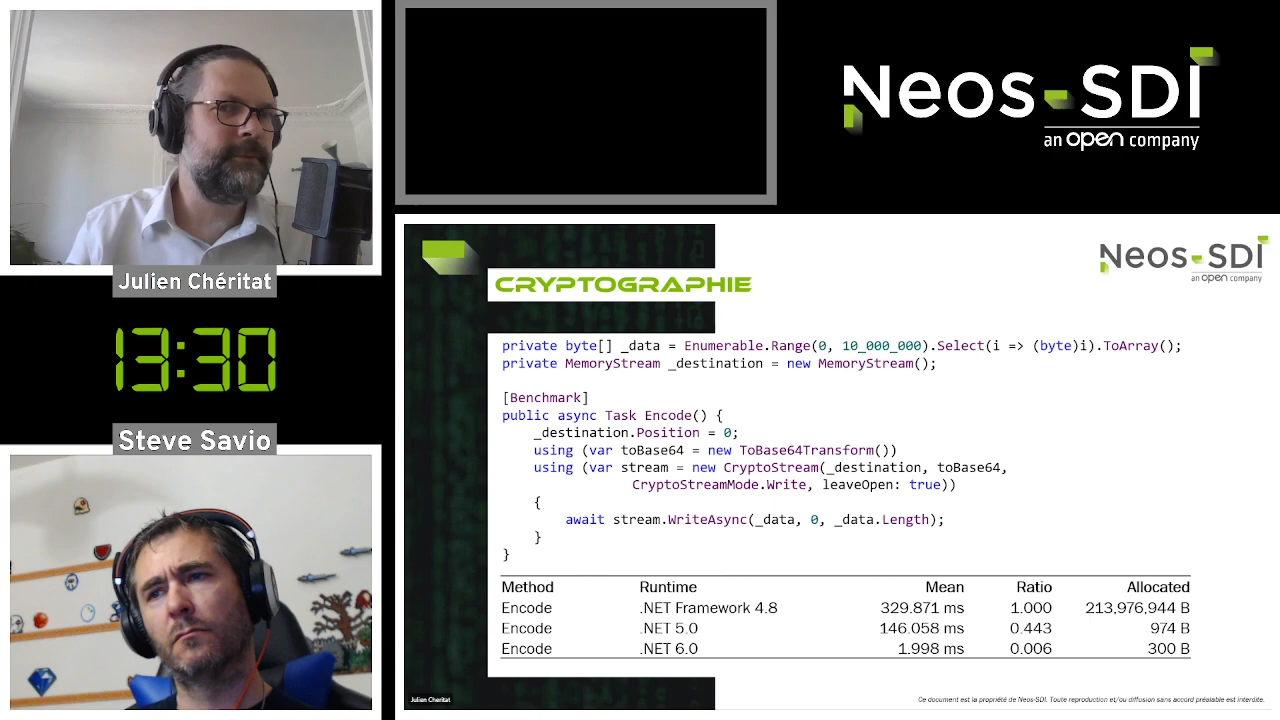 Julien Chéritat
13:30
Steve Savio
Neos-SDI
an open company
Neos-SDI
an open company
CRYPTOGRAPHIE
private byte[] _data = Enumerable.Range(0, 10_000_000).Select(i => (byte)i).ToArray();
private MemoryStream _destination = new MemoryStream();
[Benchmark]
public async Task Encode() {
_destination.Position = 0;
using (var toBase64 = new ToBase64Transform())
using (var stream = new CryptoStream(_destination, toBase64,
CryptoStreamMode.Write, leaveOpen: true))
{
await stream.WriteAsync(_data, 0, _data.Length);
}
}
Method Runtime Mean Ratio Allocated
Encode .NET Framework 4.8 329.871 ms 1.000 213,976,944 B
Encode .NET 5.0 146.058 ms 0.443 974 B
Encode .NET 6.0 1.998 ms 0.006 300 B
Julien Cheritat
Ce document est la propriété de Neos-SDI. Toute reproduction et/ou diffusion sans accord préalable est interdite.